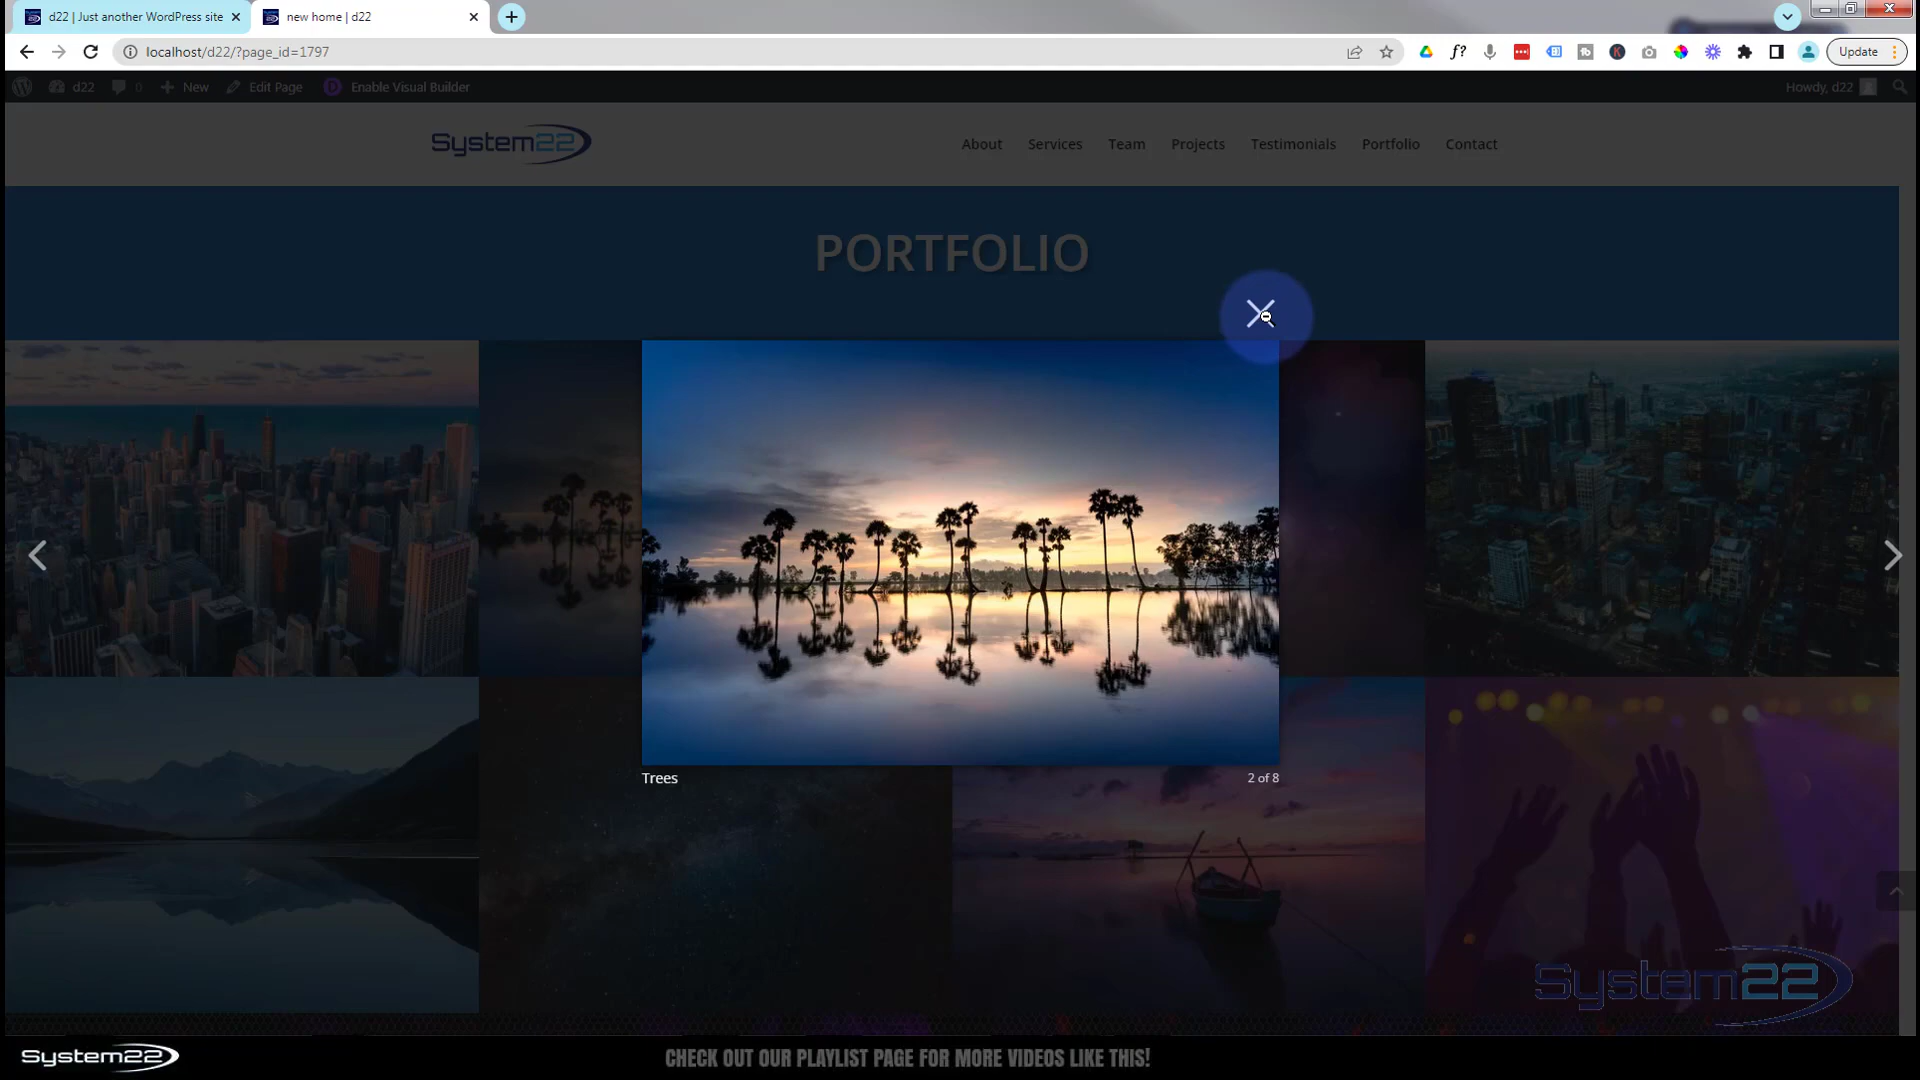 d22 | Just another WordPress site
new home | d22
localhost/d22/?page_id=1797
f?
Update
d22
0
New
Edit Page
D
Enable Visual Builder
Howdy, d22
System22
About
Services
Team
Projects
Testimonials
Portfolio
Contact
PORTFOLIO
Trees
2 of 8
System22
System22
CHECK OUT OUR PLAYLIST PAGE FOR MORE VIDEOS LIKE THIS!